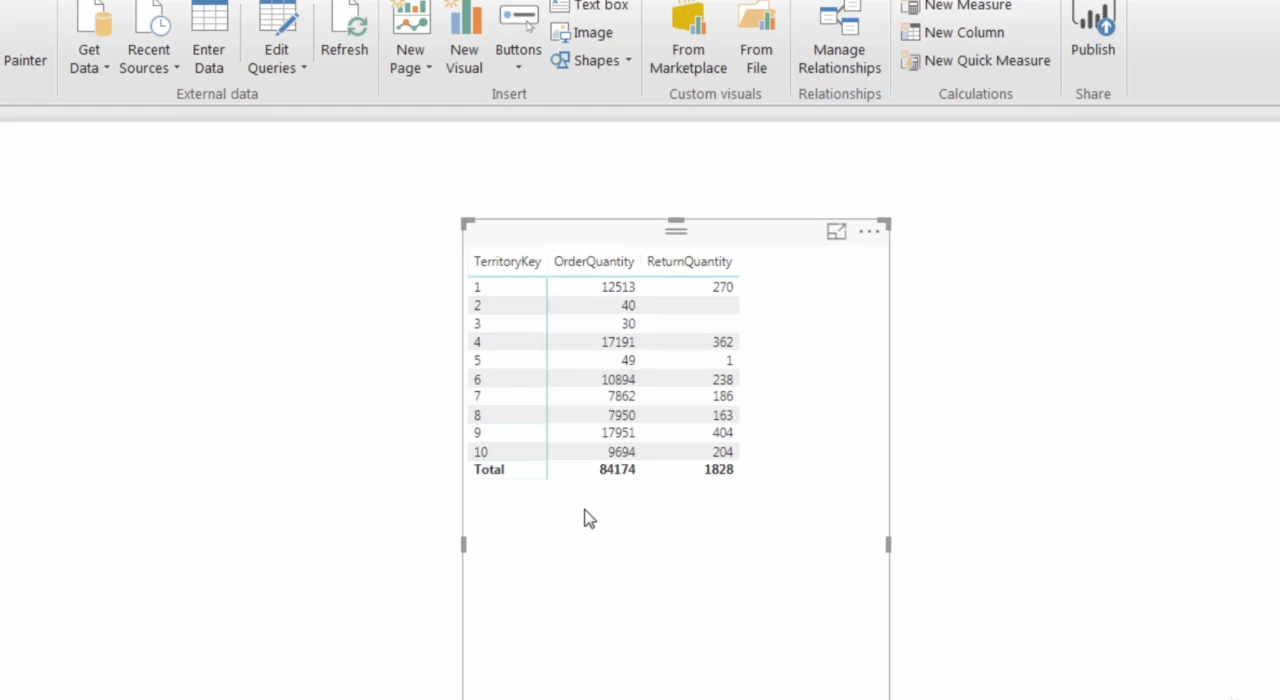 Text box
New Measure
Image
New Column
Painter
Get
Data
Recent
Sources
Enter
Data
Edit
Queries
Refresh
New
Page
New
Visual
Buttons
Shapes
From
Marketplace
From
File
Manage
Relationships
New Quick Measure
Publish
External data
Insert
Custom visuals
Relationships
Calculations
Share
TerritoryKey OrderQuantity ReturnQuantity
1 12513 270
2 40
3 30
4 17191 362
5 49 1
6 10894 238
7 7862 186
8 7950 163
9 17951 404
10 9694 204
Total 84174 1828